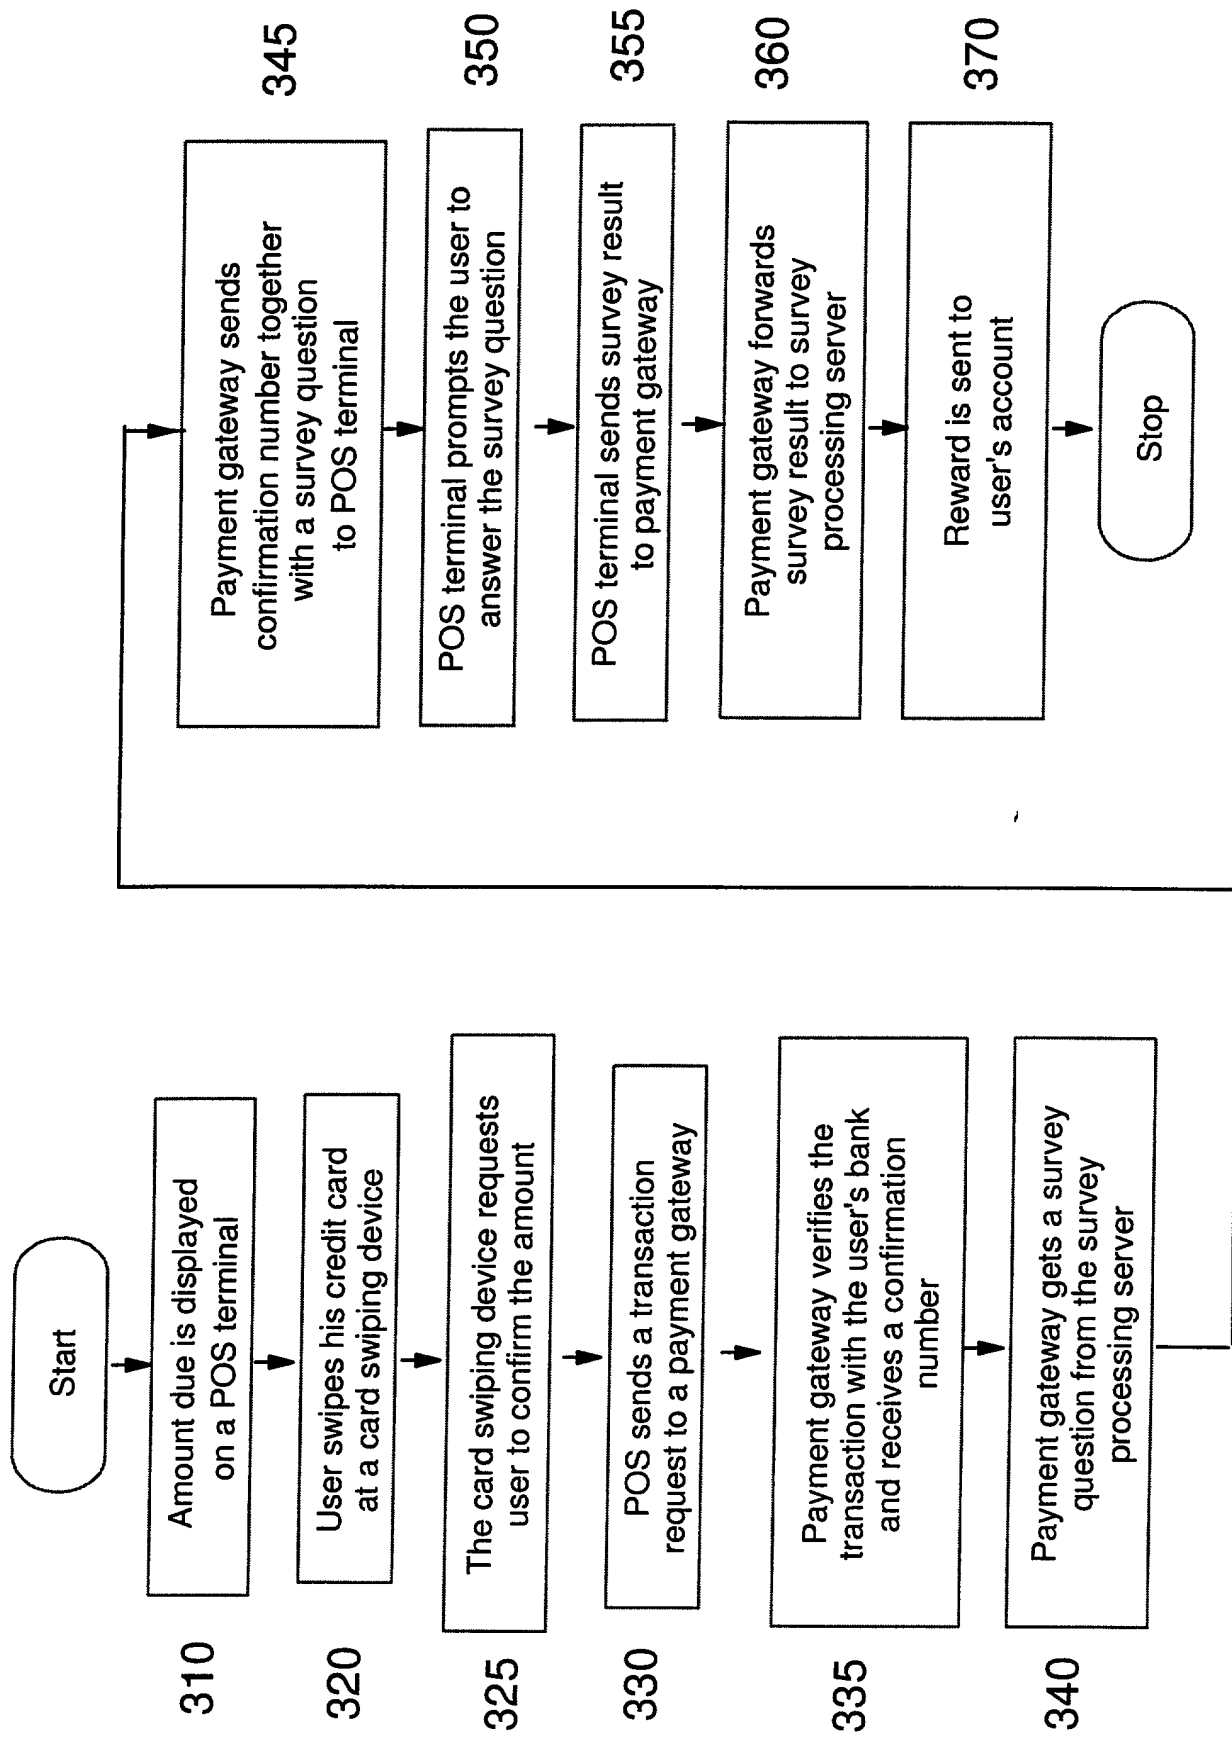 Start
310
Amount due is displayed
on a POS terminal
320
User swipes his credit card
at a card swiping device
325
The card swiping device requests
user to confirm the amount
330
POS sends a transaction
request to a payment gateway
335
Payment gateway verifies the
transaction with the user's bank
and receives a confirmation
number
340
Payment gateway gets a survey
question from the survey
processing server
345
Payment gateway sends
confirmation number together
with a survey question
to POS terminal
350
POS terminal prompts the user to
answer the survey question
355
POS terminal sends survey result
to payment gateway
360
Payment gateway forwards
survey result to survey
processing server
370
Reward is sent to
user's account
Stop